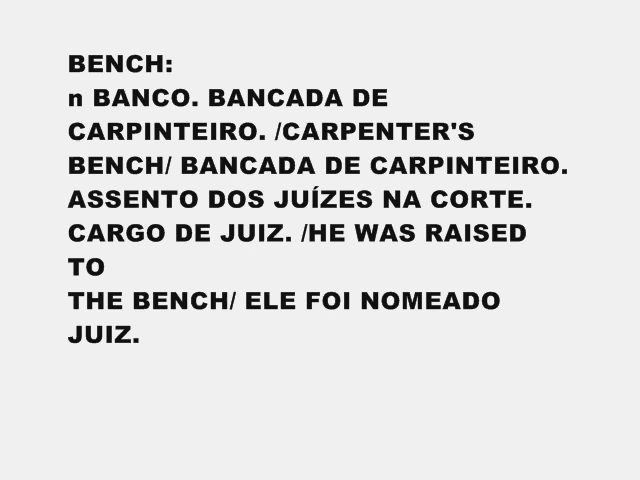 BENCH:
n BANCO. BANCADA DE
CARPINTEIRO. /CARPENTER'S
BENCH/ BANCADA DE CARPINTEIRO.
ASSENTO DOS JUÍZES NA CORTE.
CARGO DE JUIZ. /HE WAS RAISED
TO
THE BENCH/ ELE FOI NOMEADO
JUIZ.